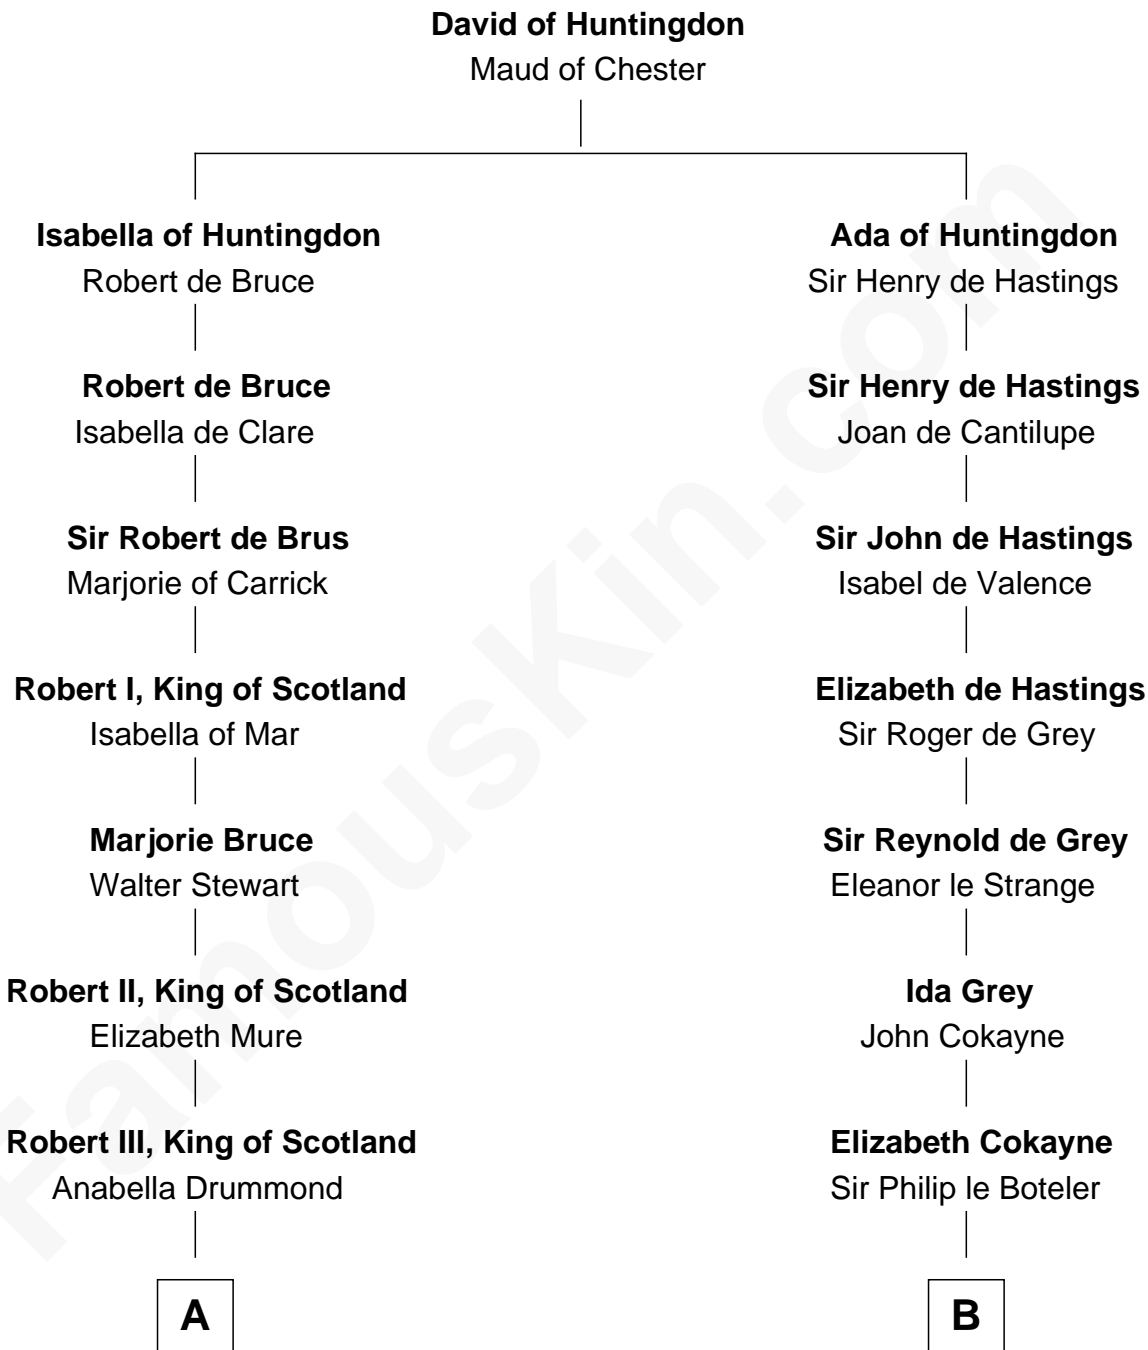 David of Huntingdon
Maud of Chester
Isabella of Huntingdon
Robert de Bruce
Ada of Huntingdon
Sir Henry de Hastings
Robert de Bruce
Isabella de Clare
Sir Henry de Hastings
Joan de Cantilupe
Sir Robert de Brus
Marjorie of Carrick
Sir John de Hastings
Isabel de Valence
Robert I, King of Scotland
Isabella of Mar
Elizabeth de Hastings
Sir Roger de Grey
Marjorie Bruce
Walter Stewart
Sir Reynold de Grey
Eleanor le Strange
Robert II, King of Scotland
Elizabeth Mure
Ida Grey
John Cokayne
Robert III, King of Scotland
Anabella Drummond
Elizabeth Cokayne
Sir Philip le Boteler
A
B
FamousKin.com